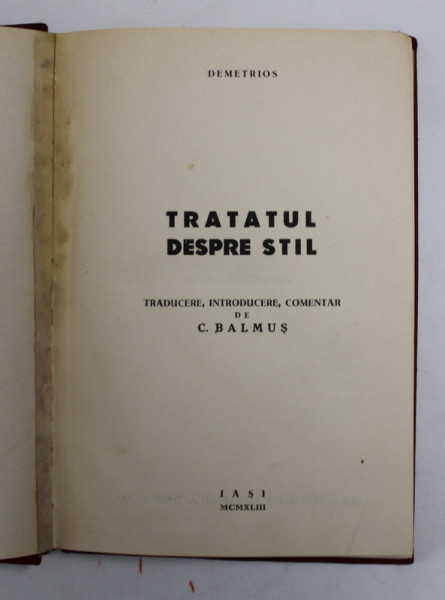 DEMETRIOS
TRATATUL
DESPRE STIL
TRADUCERE, INTRODUCERE, COMENTAR
DE
C. BALMUȘ
IAȘI
MCMXLIII